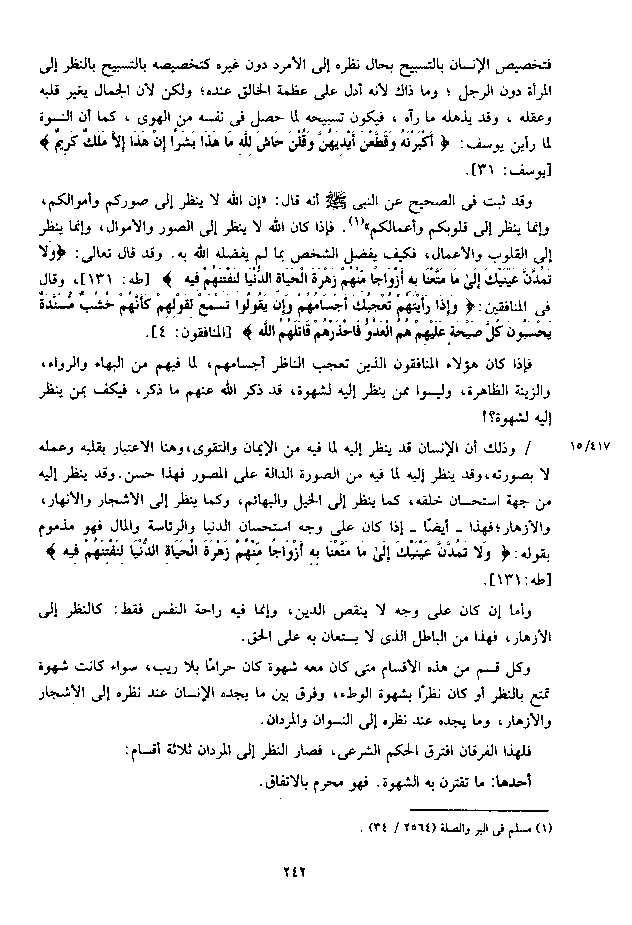 فتخصيص الإنسان بالتسبيح بحال نظره إلى الأمرد دون غيره كتخصيصه بالتسبيح بالنظر إلى
المرأة دون الرجل ؛ وما ذاك لأنه أدل على عظمة الخالق عنده؛ ولكن لأن الجمال يغير قلبه
وعقله ، وقد يذهله ما رآه ، فيكون تسبيحه لما حصل فى نفسه من الهوى ، كما أن النسوة
لما رأين يوسف: ﴿ أَكْبَرْنَهُ وَقَطَّعْنَ أَيْدِيَهُنَّ وَقُلْنَ حَاشَ لِلَّهِ مَا هَذَا بَشَرًا إِنْ هَذَا إِلاَّ مَلَكٌ كَرِيمٌ ﴾
[يوسف: ٣١].
وقد ثبت فى الصحيح عن النبى ﷺ أنه قال: «إن الله لا ينظر إلى صوركم وأموالكم،
وإنما ينظر إلى قلوبكم وأعمالكم»(١). فإذا كان الله لا ينظر إلى الصور والأموال، وإنما ينظر
إلى القلوب والأعمال، فكيف يفضل الشخص بما لم يفضله الله به. وقد قال تعالى: ﴿وَلا
تَمُدَّنَّ عَيْنَيْكَ إِلَىٰ مَا مَتَّعْنَا بِهِ أَزْوَاجًا مِّنْهُمْ زَهْرَةَ الْحَيَاةِ الدُّنْيَا لِنَفْتِنَهُمْ فِيهِ ﴾ [طه: ١٣١]، وقال
فى المنافقين: ﴿ وَإِذَا رَأَيْتَهُمْ تُعْجِبُكَ أَجْسَامُهُمْ وَإِن يَقُولُوا تَسْمَعْ لِقَوْلِهِمْ كَأَنَّهُمْ خُشُبٌ مُّسَنَّدَةٌ
يَحْسَبُونَ كُلَّ صَيْحَةٍ عَلَيْهِمْ هُمُ الْعَدُوُّ فَاحْذَرْهُمْ قَاتَلَهُمُ اللَّهُ ﴾ [المنافقون: ٤].
فإذا كان هؤلاء المنافقون الذين تعجب الناظر أجسامهم، لما فيهم من البهاء والرواء،
والزينة الظاهرة، وليسوا ممن ينظر إليه لشهوة، قد ذكر الله عنهم ما ذكر، فيكف بمن ينظر
إليه لشهوة؟!
١٥/٤١٧ / وذلك أن الإنسان قد ينظر إليه لما فيه من الإيمان والتقوى، وهنا الاعتبار بقلبه وعمله
لا بصورته، وقد ينظر إليه لما فيه من الصورة الدالة على المصور فهذا حسن. وقد ينظر إليه
من جهة استحسان خلقه، كما ينظر إلى الخيل والبهائم، وكما ينظر إلى الأشجار والأنهار،
والأزهار؛ فهذا ـ أيضًا ـ إذا كان على وجه استحسان الدنيا والرئاسة والمال فهو مذموم
بقوله: ﴿ وَلا تَمُدَّنَّ عَيْنَيْكَ إِلَىٰ مَا مَتَّعْنَا بِهِ أَزْوَاجًا مِّنْهُمْ زَهْرَةَ الْحَيَاةِ الدُّنْيَا لِنَفْتِنَهُمْ فِيهِ ﴾
[طه: ١٣١].
وأما إن كان على وجه لا ينقص الدين، وإنما فيه راحة النفس فقط: كالنظر إلى
الأزهار، فهذا من الباطل الذى لا يستعان به على الحق.
وكل قسم من هذه الأقسام متى كان معه شهوة كان حرامًا بلا ريب، سواء كانت شهوة
تمتع بالنظر أو كان نظرًا بشهوة الوطء، وفرق بين ما يجده الإنسان عند نظره إلى الأشجار
والأزهار، وما يجده عند نظره إلى النسوان والمردان.
فلهذا الفرقان افترق الحكم الشرعى، فصار النظر إلى المردان ثلاثة أقسام:
أحدها: ما تقترن به الشهوة. فهو محرم بالاتفاق.
(١) مسلم فى البر والصلة (٢٥٦٤ / ٣٤) .
٢٤٢